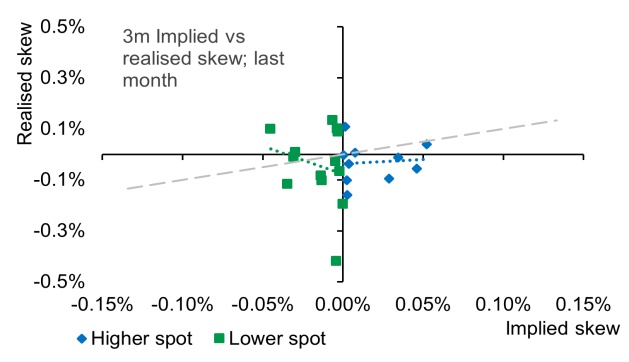 0.5%
3m Implied vs
realised skew; last
month
0.3%
0.1%
-0.1%
-0.3%
-0.5%
Realised skew
-0.15% -0.10% -0.05% 0.00% 0.05% 0.10% 0.15%
Implied skew
Higher spot Lower spot